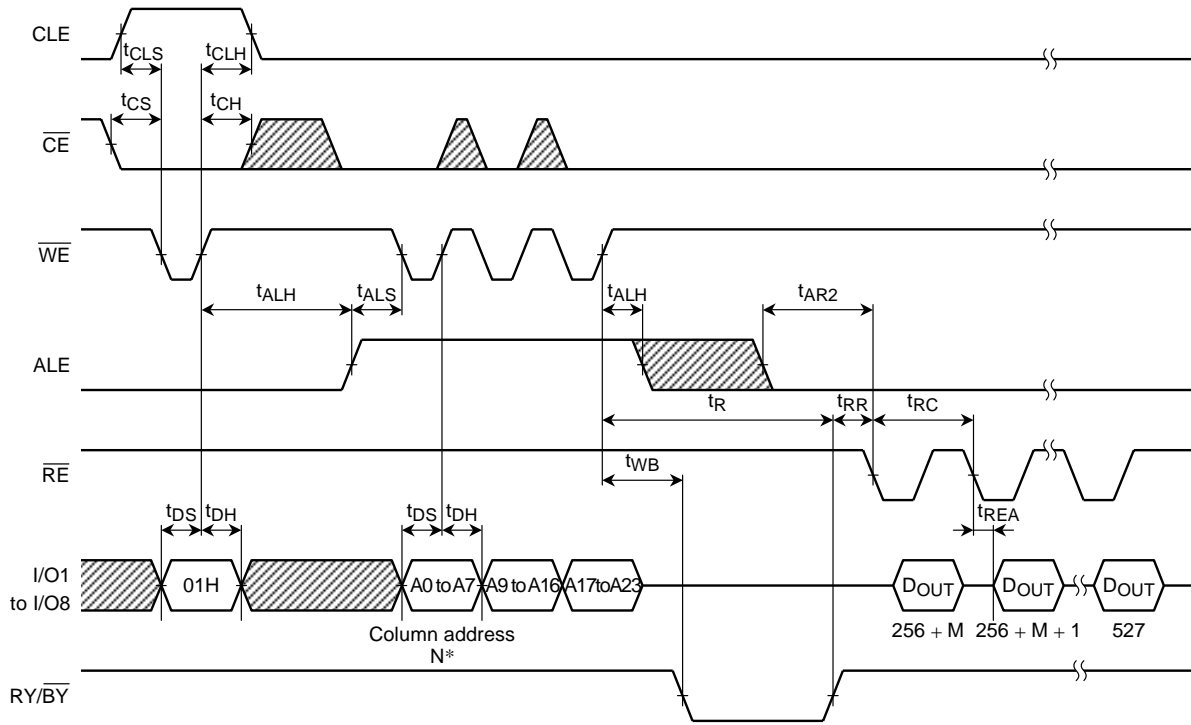 CLE
tCLS tCLH
tCS tCH
CE
WE
tALH tALS tALH tAR2
ALE
tR tRR tRC
RE
tWB
tDS tDH tDS tDH tREA
I/O1
to I/O8
01H A0 to A7 A9 to A16 A17 to A23 DOUT DOUT DOUT
256 + M 256 + M + 1 527
Column address
N*
RY/BY